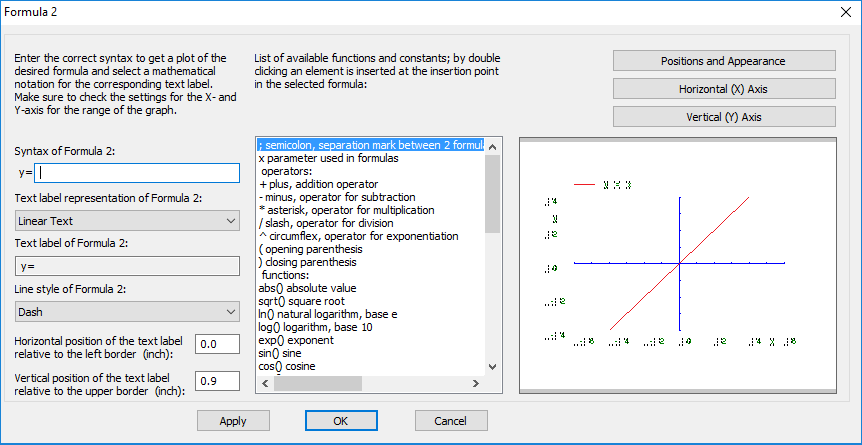 Formula 2
Enter the correct syntax to get a plot of the
desired formula and select a mathematical
notation for the corresponding text label.
Make sure to check the settings for the X- and
Y-axis for the range of the graph.
Syntax of Formula 2:
y=
Text label representation of Formula 2:
Linear Text
Text label of Formula 2:
y=
Line style of Formula 2:
Dash
Horizontal position of the text label
relative to the left border (inch):
0.0
Vertical position of the text label
relative to the upper border (inch):
0.9
List of available functions and constants; by double
clicking an element is inserted at the insertion point
in the selected formula:
; semicolon, separation mark between 2 formul
x parameter used in formulas
operators:
+ plus, addition operator
- minus, operator for subtraction
* asterisk, operator for multiplication
/ slash, operator for division
^ circumflex, operator for exponentiation
( opening parenthesis
) closing parenthesis
functions:
abs() absolute value
sqrt() square root
ln() natural logarithm, base e
log() logarithm, base 10
exp() exponent
sin() sine
cos() cosine
Positions and Appearance
Horizontal (X) Axis
Vertical (Y) Axis
Apply
OK
Cancel